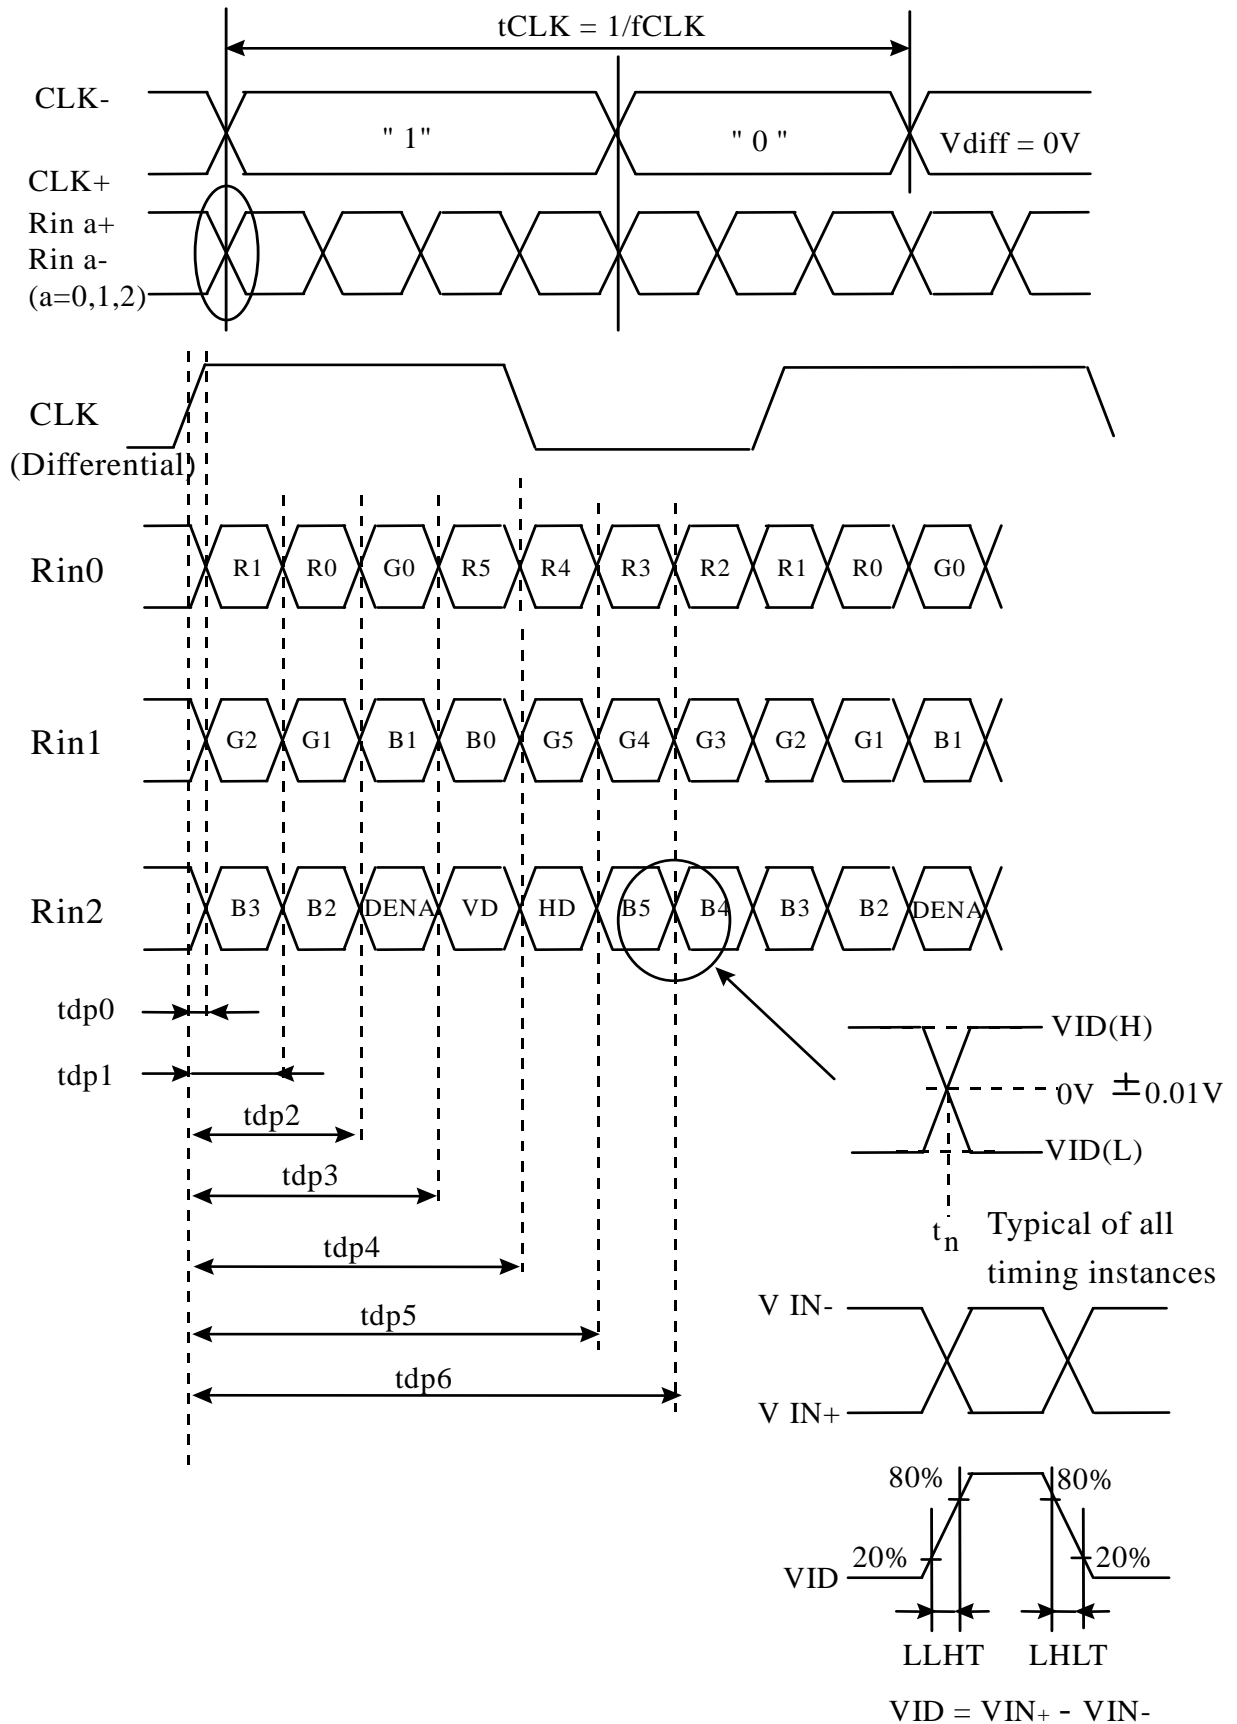 tCLK = 1/fCLK
CLK-
" 1"
" 0 "
Vdiff = 0V
CLK+
Rin a+
Rin a-
(a=0,1,2)
CLK
(Differential)
Rin0
R1 R0 G0 R5 R4 R3 R2 R1 R0 G0
Rin1
G2 G1 B1 B0 G5 G4 G3 G2 G1 B1
Rin2
B3 B2 DENA VD HD B5 B4 B3 B2 DENA
tdp0
tdp1
tdp2
tdp3
tdp4
tdp5
tdp6
VID(H)
0V ±0.01V
VID(L)
tn
Typical of all
timing instances
V IN-
V IN+
80% 80%
20% 20%
VID
LLHT LHLT
VID = VIN+ - VIN-